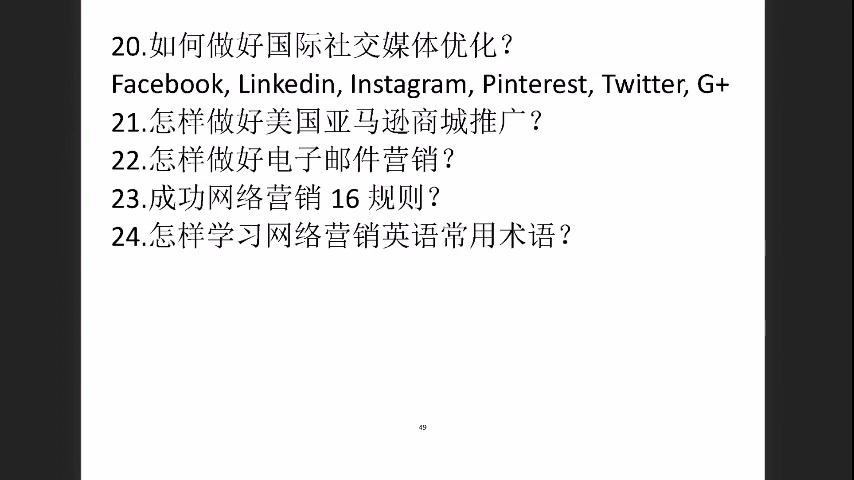 20.如何做好国际社交媒体优化？
Facebook, Linkedin, Instagram, Pinterest, Twitter, G+
21.怎样做好美国亚马逊商城推广？
22.怎样做好电子邮件营销？
23.成功网络营销 16 规则？
24.怎样学习网络营销英语常用术语？
49